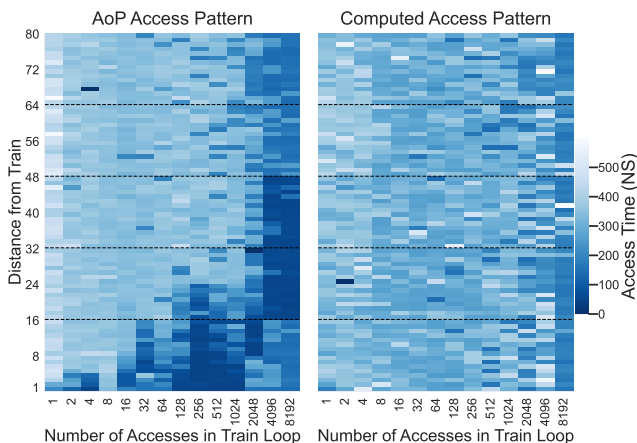 AoP Access Pattern
Computed Access Pattern
Distance from Train
80
72
64
56
48
40
32
24
16
8
1
1 2 4 8 16 32 64 128 256 512 1024 2048 4096 8192
1 2 4 8 16 32 64 128 256 512 1024 2048 4096 8192
Number of Accesses in Train Loop
Number of Accesses in Train Loop
500
400
300
200
100
0
Access Time (NS)